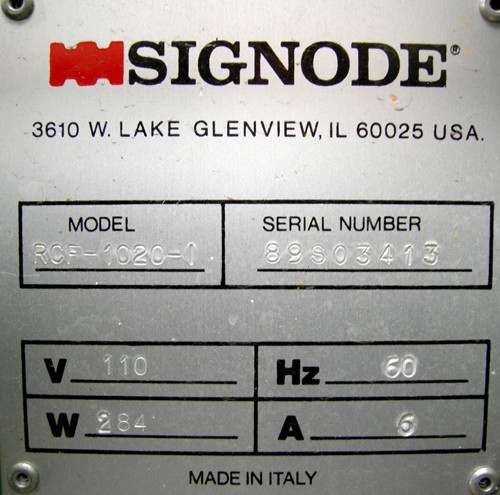 SIGNODE®
3610 W. LAKE GLENVIEW, IL 60025 USA.
MODEL SERIAL NUMBER
RCF-1020-1 89S03413
V 110 Hz 60
W 284 A 6
MADE IN ITALY